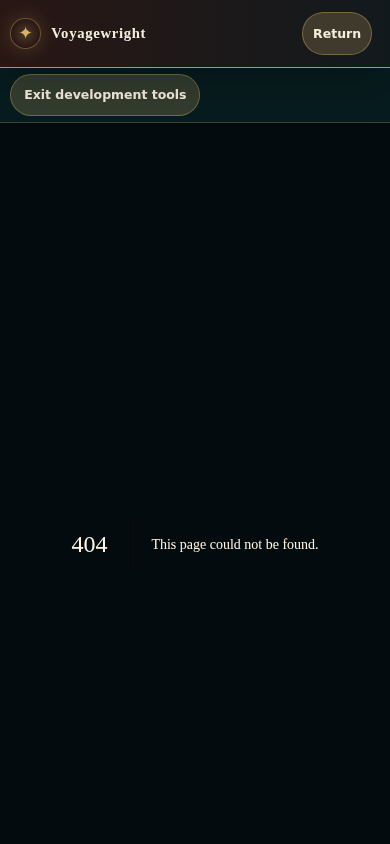 Voyagewright
Return
Exit development tools
404
This page could not be found.